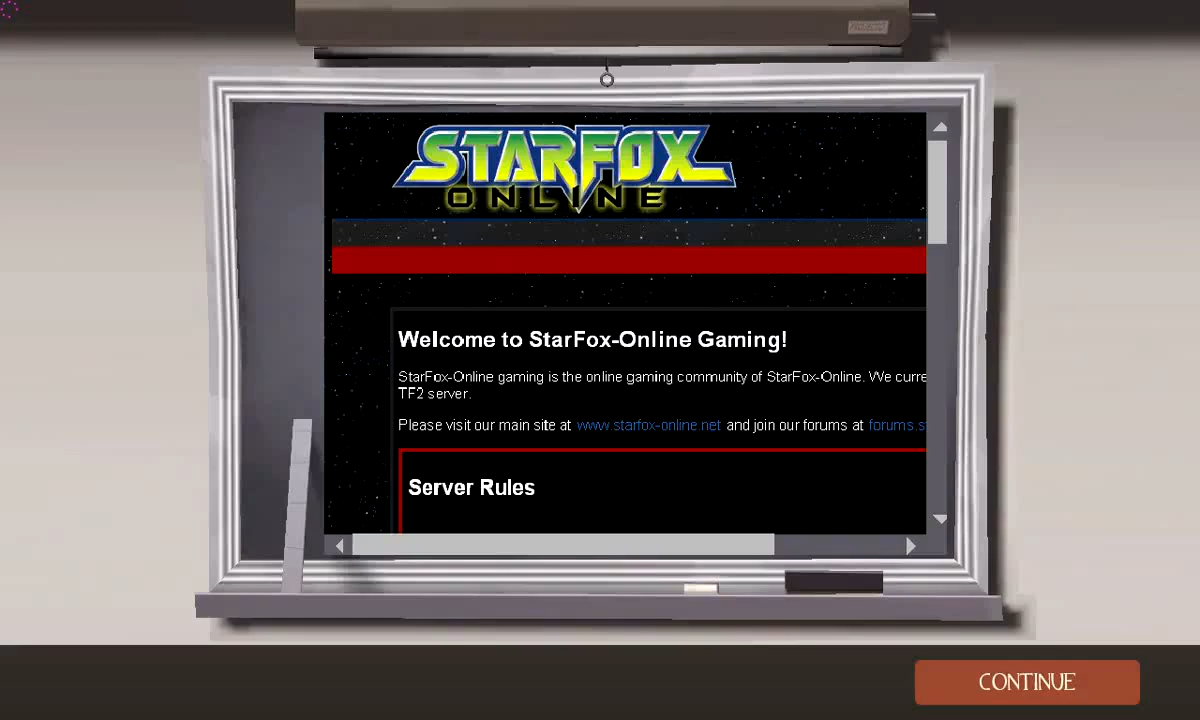 STARFOX
ONLINE
Welcome to StarFox-Online Gaming!
StarFox-Online gaming is the online gaming community of StarFox-Online. We curre
TF2 server.
Please visit our main site at www.starfox-online.net and join our forums at forums.s
Server Rules
CONTINUE